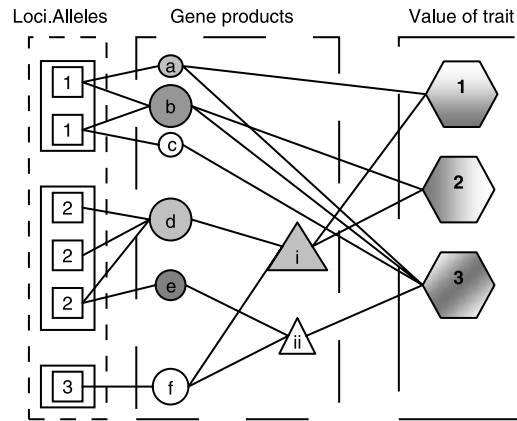 Loci.Alleles Gene products Value of trait
1
a
1
b
1
c
2
2
d
2
i
2
3
e
ii
3
f